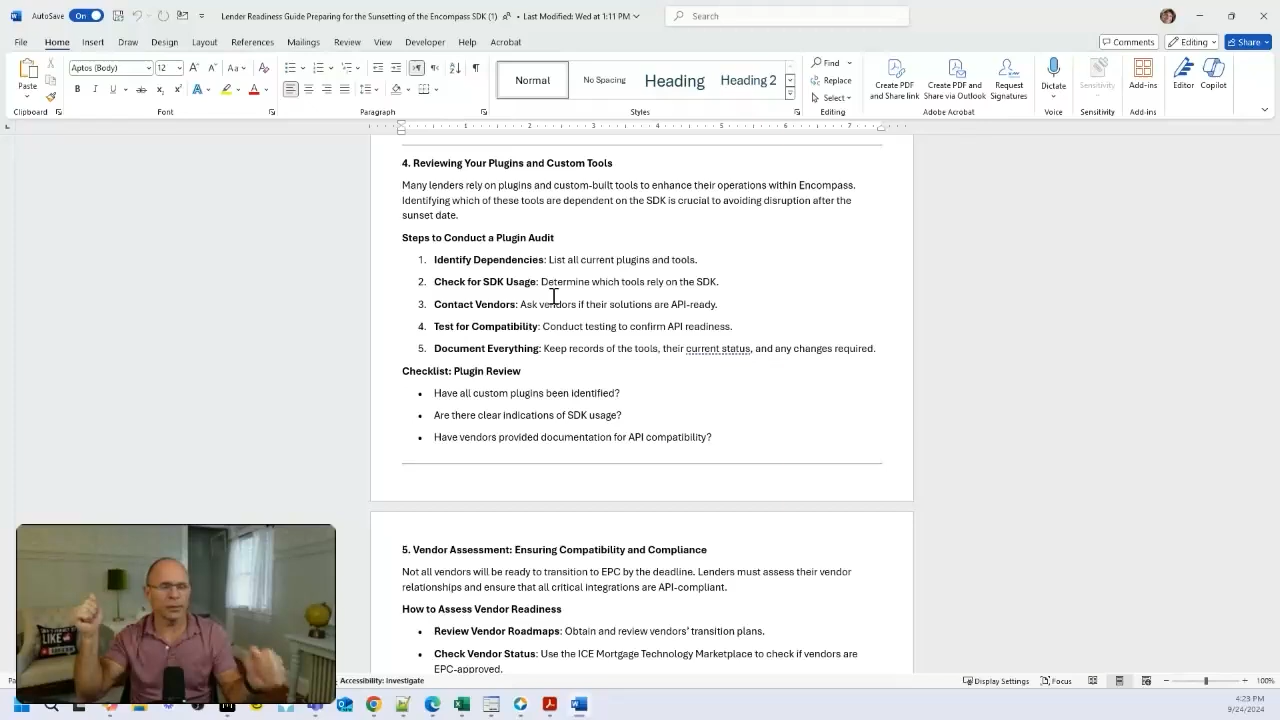 AutoSave On Lender Readiness Guide Preparing for the Sunsetting of the Encompass SDK (1) • Last Modified: Wed at 1:11 PM Search
File Home Insert Draw Design Layout References Mailings Review View Developer Help Acrobat Comments Editing Share
Aptos (Body) 12 Normal No Spacing Heading Heading 2
Paste Find Replace Select Create PDF and Share link Create PDF and Share via Outlook Request Signatures Dictate Sensitivity Add-ins Editor Copilot
Clipboard Font Paragraph Styles Editing Adobe Acrobat Voice Sensitivity Add-ins
1 2 3 4 5 6 7
4. Reviewing Your Plugins and Custom Tools
Many lenders rely on plugins and custom-built tools to enhance their operations within Encompass.
Identifying which of these tools are dependent on the SDK is crucial to avoiding disruption after the
sunset date.
Steps to Conduct a Plugin Audit
1. Identify Dependencies: List all current plugins and tools.
2. Check for SDK Usage: Determine which tools rely on the SDK.
3. Contact Vendors: Ask vendors if their solutions are API-ready.
4. Test for Compatibility: Conduct testing to confirm API readiness.
5. Document Everything: Keep records of the tools, their current status, and any changes required.
Checklist: Plugin Review
• Have all custom plugins been identified?
• Are there clear indications of SDK usage?
• Have vendors provided documentation for API compatibility?
5. Vendor Assessment: Ensuring Compatibility and Compliance
Not all vendors will be ready to transition to EPC by the deadline. Lenders must assess their vendor
relationships and ensure that all critical integrations are API-compliant.
How to Assess Vendor Readiness
• Review Vendor Roadmaps: Obtain and review vendors' transition plans.
• Check Vendor Status: Use the ICE Mortgage Technology Marketplace to check if vendors are
EPC-approved.
LIKE
Accessibility: Investigate Display Settings Focus 100%
4:23 PM
9/24/2024